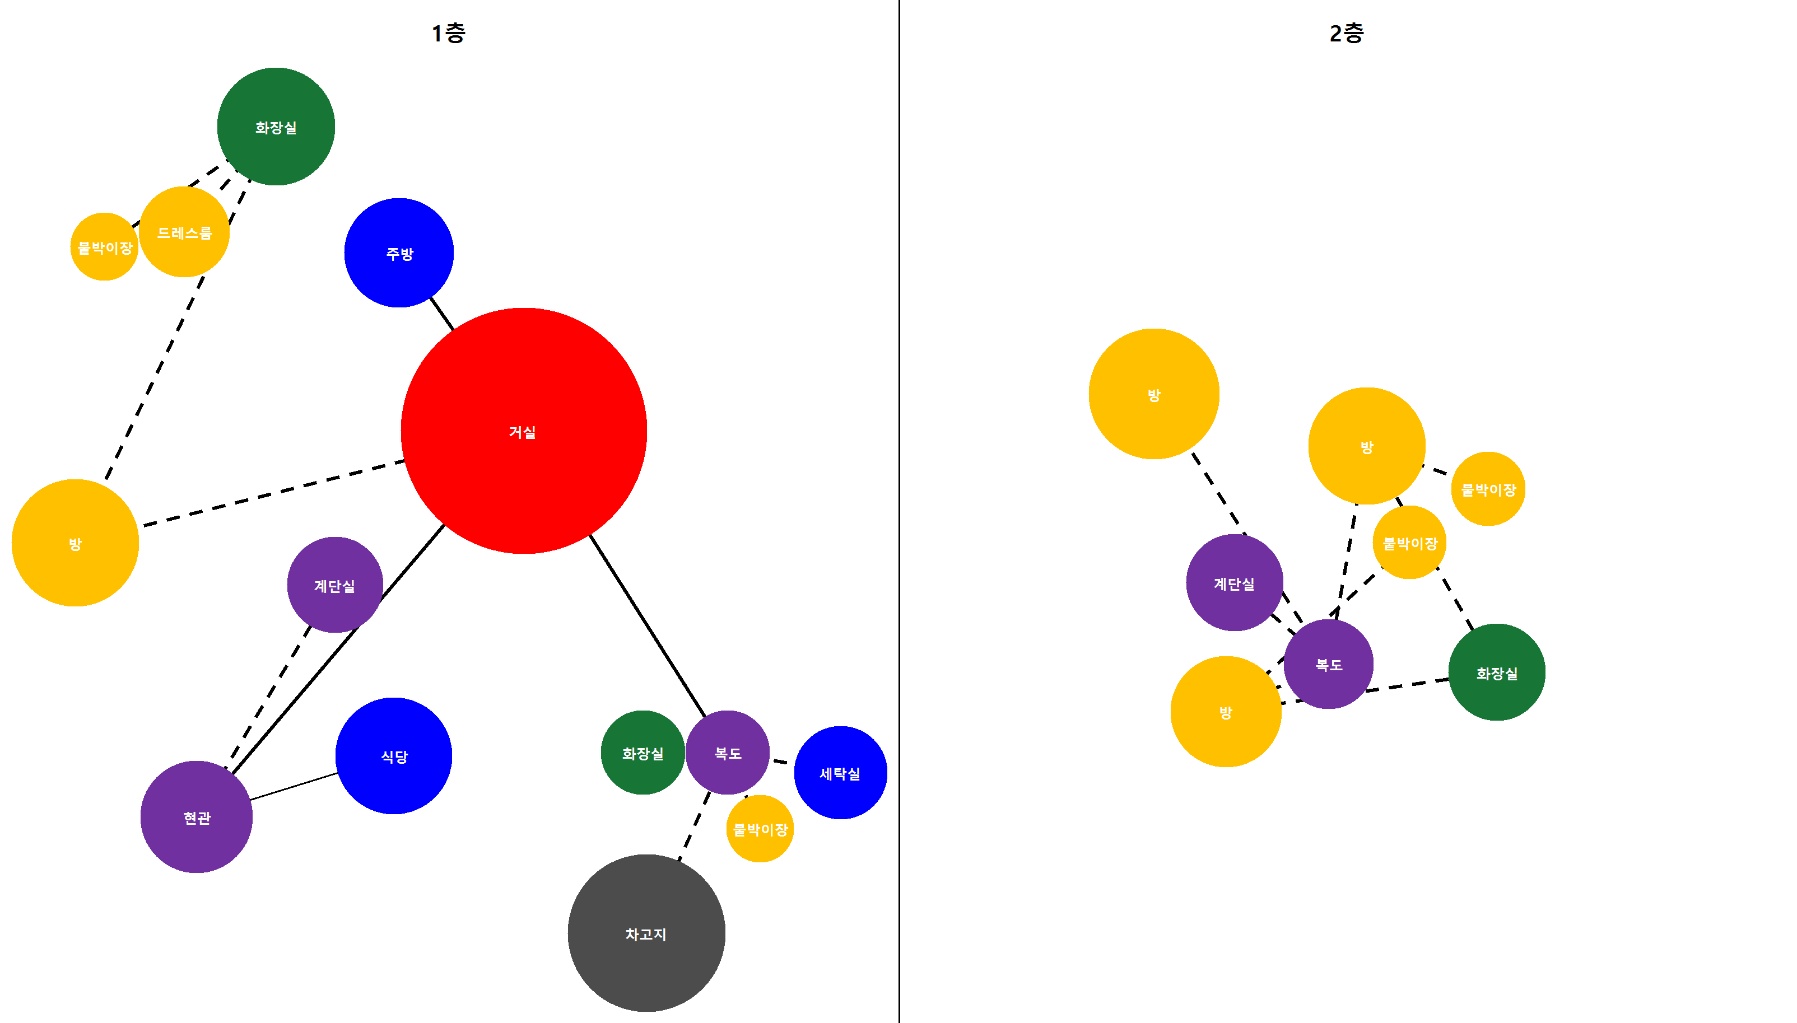 1층
화장실
드레스룸
붙박이장
주방
거실
방
계단실
식당
현관
화장실
복도
세탁실
붙박이장
차고지
2층
방
방
붙박이장
붙박이장
계단실
복도
화장실
방